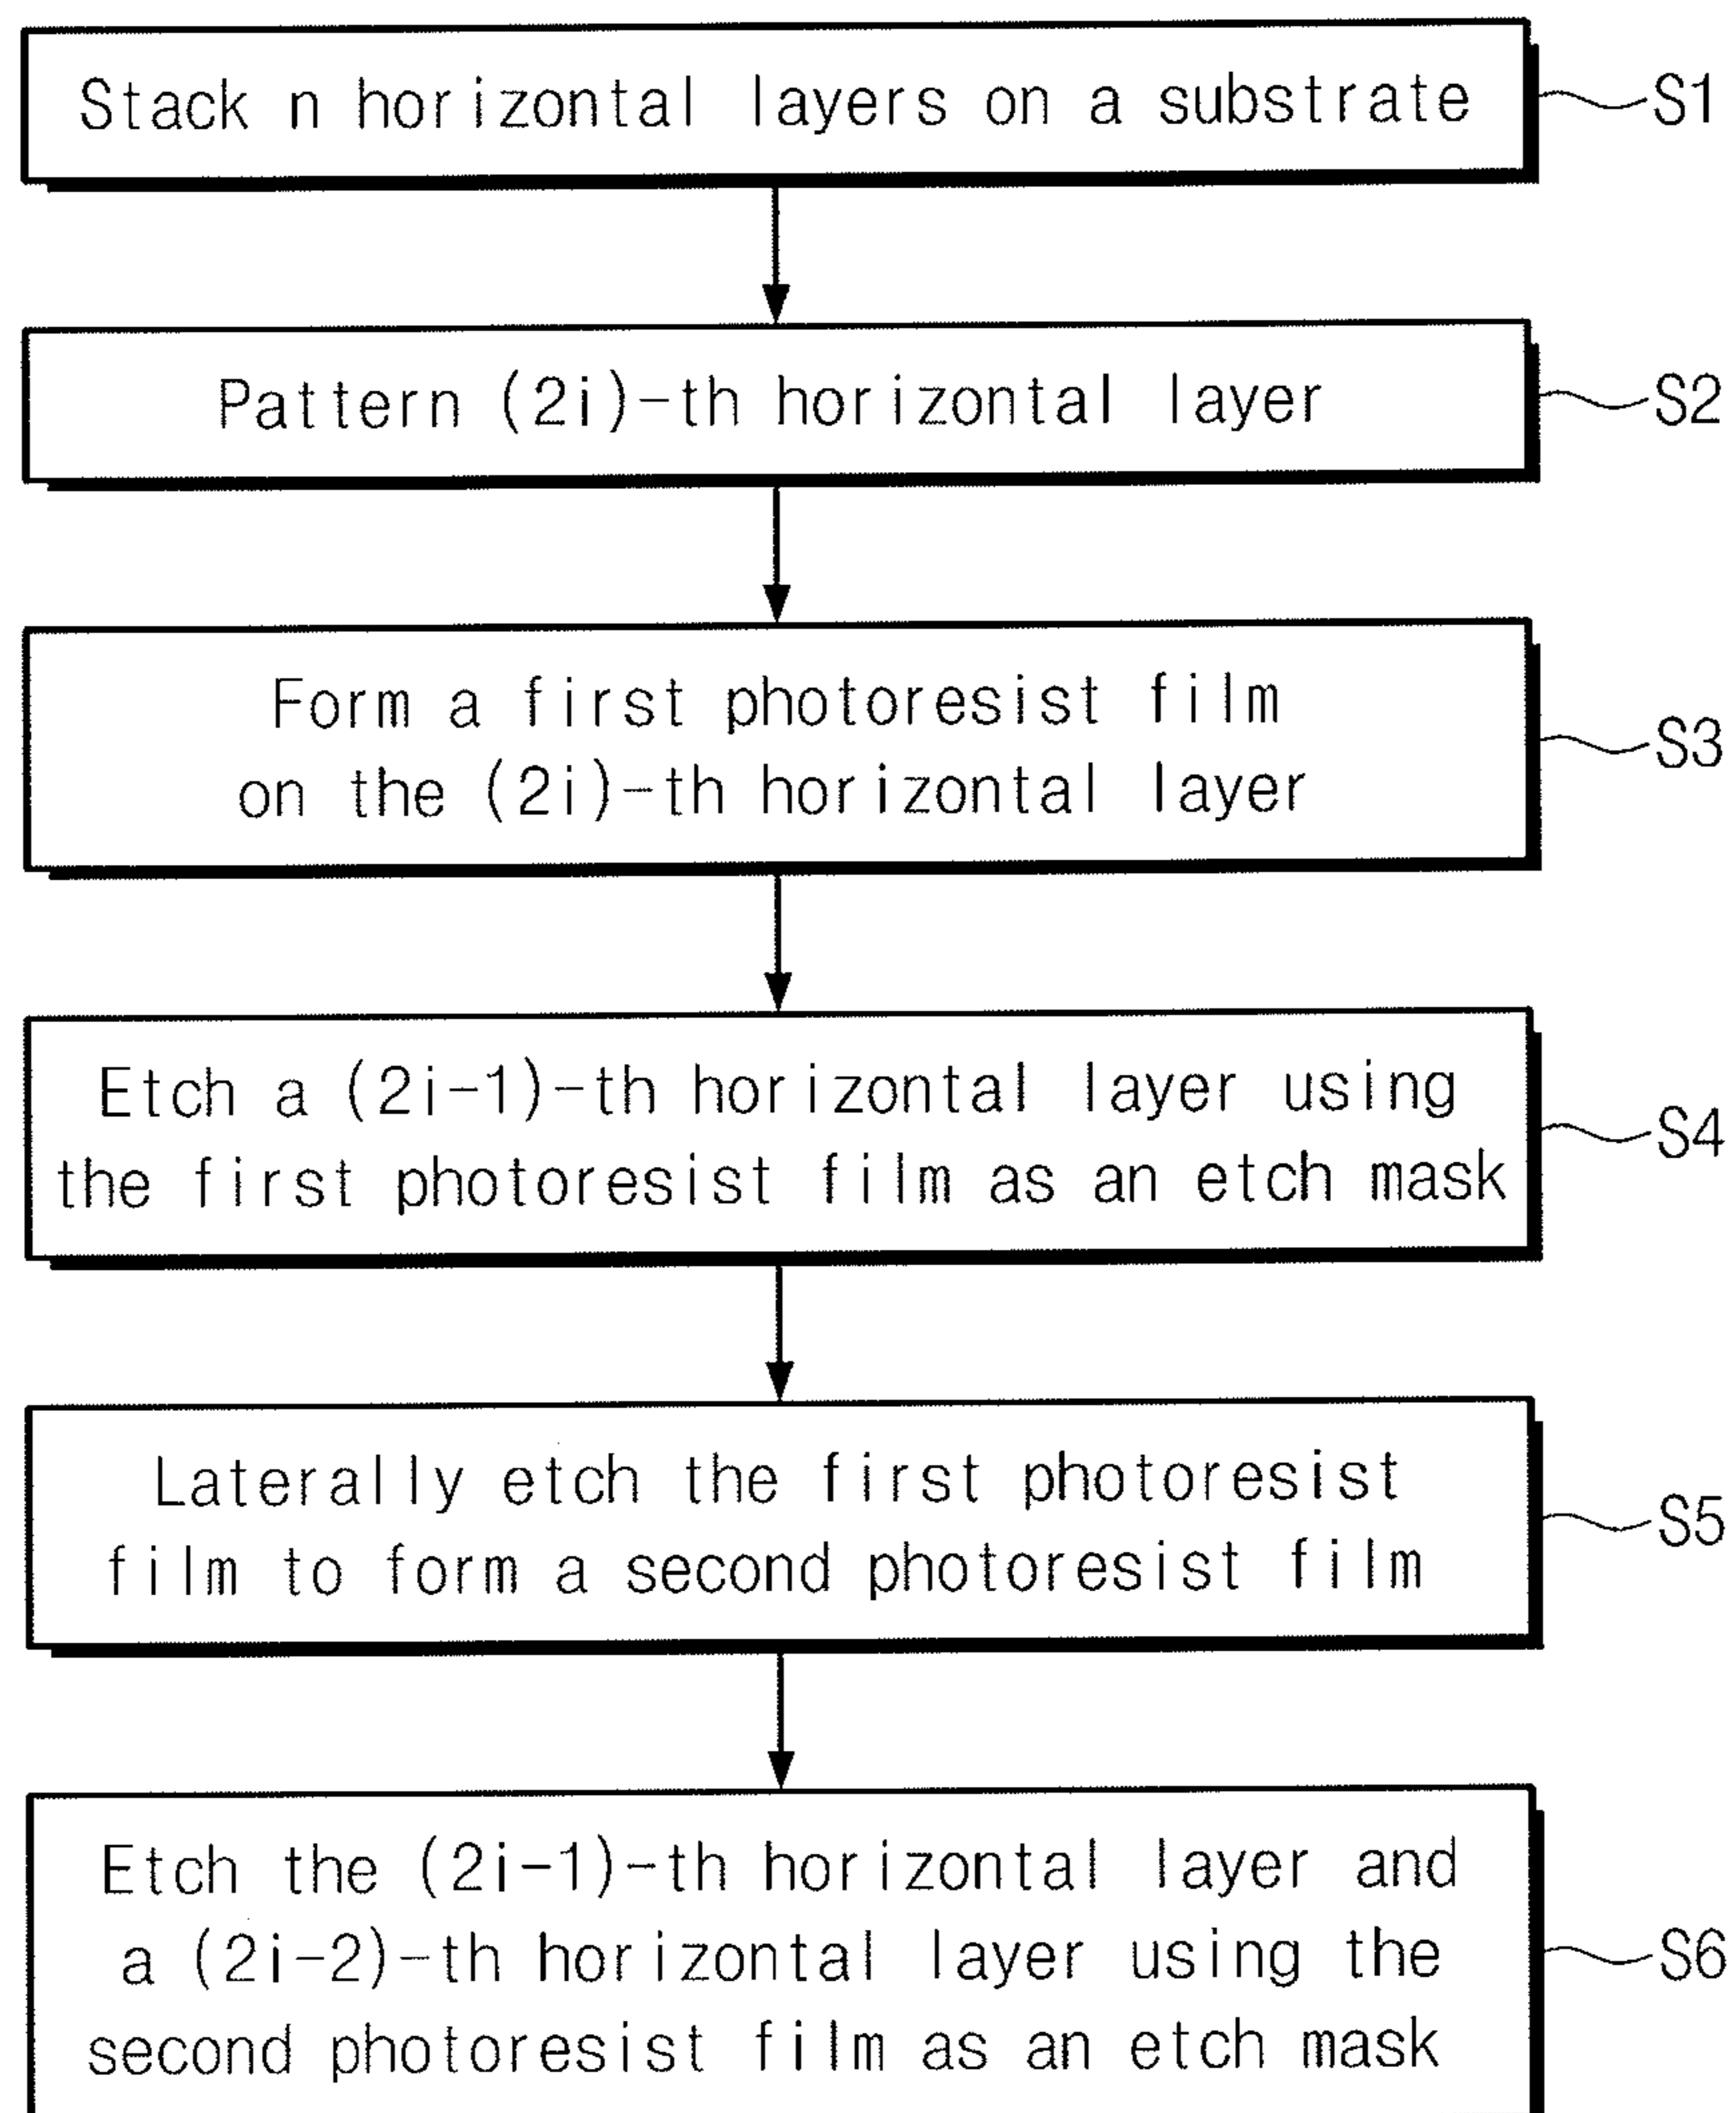 Stack n horizontal layers on a substrate
S1
Pattern (2i)-th horizontal layer
S2
Form a first photoresist film
on the (2i)-th horizontal layer
S3
Etch a (2i-1)-th horizontal layer using
the first photoresist film as an etch mask
S4
Laterally etch the first photoresist
film to form a second photoresist film
S5
Etch the (2i-1)-th horizontal layer and
a (2i-2)-th horizontal layer using the
second photoresist film as an etch mask
S6